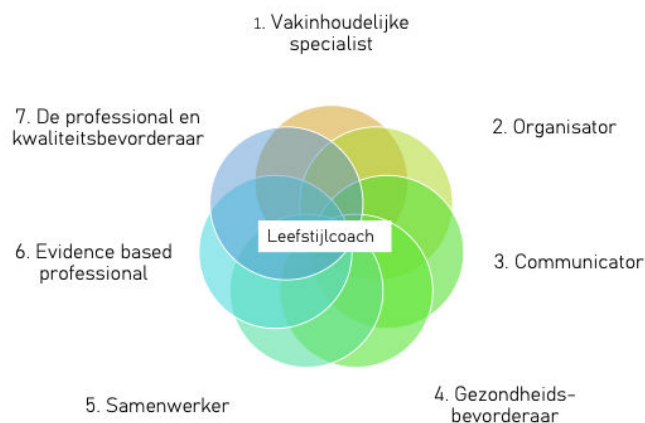 1. Vakinhoudelijke
specialist
2. Organisator
3. Communicator
4. Gezondheids-
bevorderaar
5. Samenwerker
6. Evidence based
professional
7. De professional en
kwaliteitsbevorderaar
Leefstijlcoach